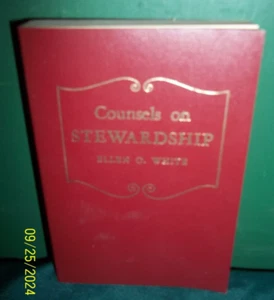 Counsels on
STEWARDSHIP
ELLEN G. WHITE
09/25/2024